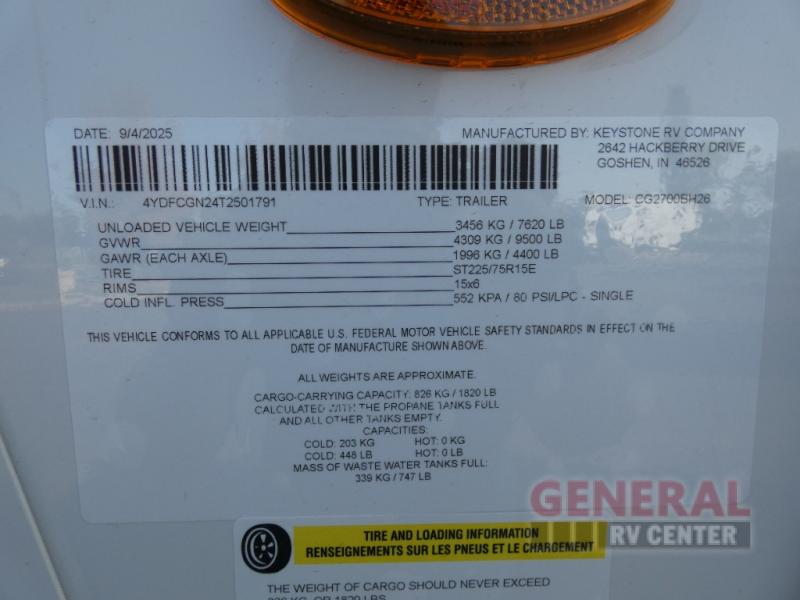 DATE: 9/4/2025 MANUFACTURED BY: KEYSTONE RV COMPANY
2642 HACKBERRY DRIVE
GOSHEN, IN 46526
V.I.N.: 4YDFCGN24T2501791 TYPE: TRAILER MODEL: CG2700BH26
UNLOADED VEHICLE WEIGHT 3456 KG / 7620 LB
GVWR 4309 KG / 9500 LB
GAWR (EACH AXLE) 1996 KG / 4400 LB
TIRE ST225/75R15E
RIMS 15x6
COLD INFL. PRESS 552 KPA / 80 PSI/LPC - SINGLE
THIS VEHICLE CONFORMS TO ALL APPLICABLE U.S. FEDERAL MOTOR VEHICLE SAFETY STANDARDS IN EFFECT ON THE
DATE OF MANUFACTURE SHOWN ABOVE.
ALL WEIGHTS ARE APPROXIMATE.
CARGO-CARRYING CAPACITY: 826 KG / 1820 LB
CALCULATED WITH THE PROPANE TANKS FULL
AND ALL OTHER TANKS EMPTY.
CAPACITIES:
COLD: 203 KG HOT: 0 KG
COLD: 448 LB HOT: 0 LB
MASS OF WASTE WATER TANKS FULL:
339 KG / 747 LB
GENERAL
RV CENTER
TIRE AND LOADING INFORMATION
RENSEIGNEMENTS SUR LES PNEUS ET LE CHARGEMENT
THE WEIGHT OF CARGO SHOULD NEVER EXCEED
826 KG OR 1820 LBS